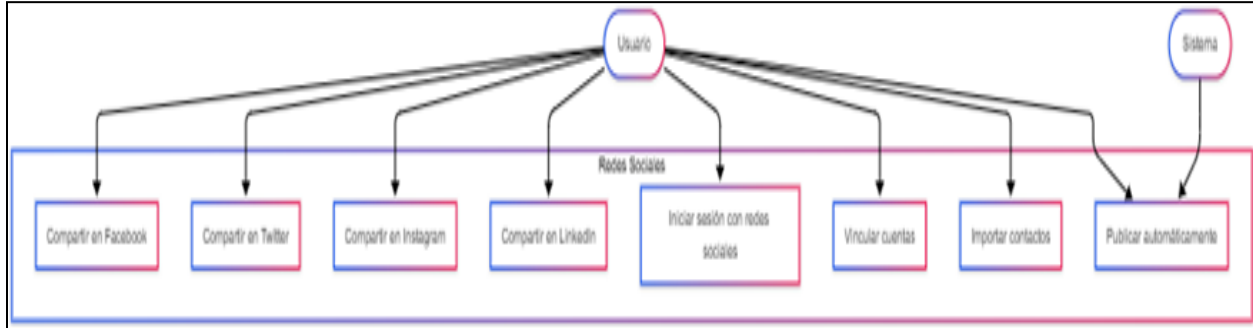 Usuario
Sistema
Redes Sociales
Compartir en Facebook
Compartir en Twitter
Compartir en Instagram
Compartir en LinkedIn
Iniciar sesión con redes
sociales
Vincular cuentas
Importar contactos
Publicar automáticamente